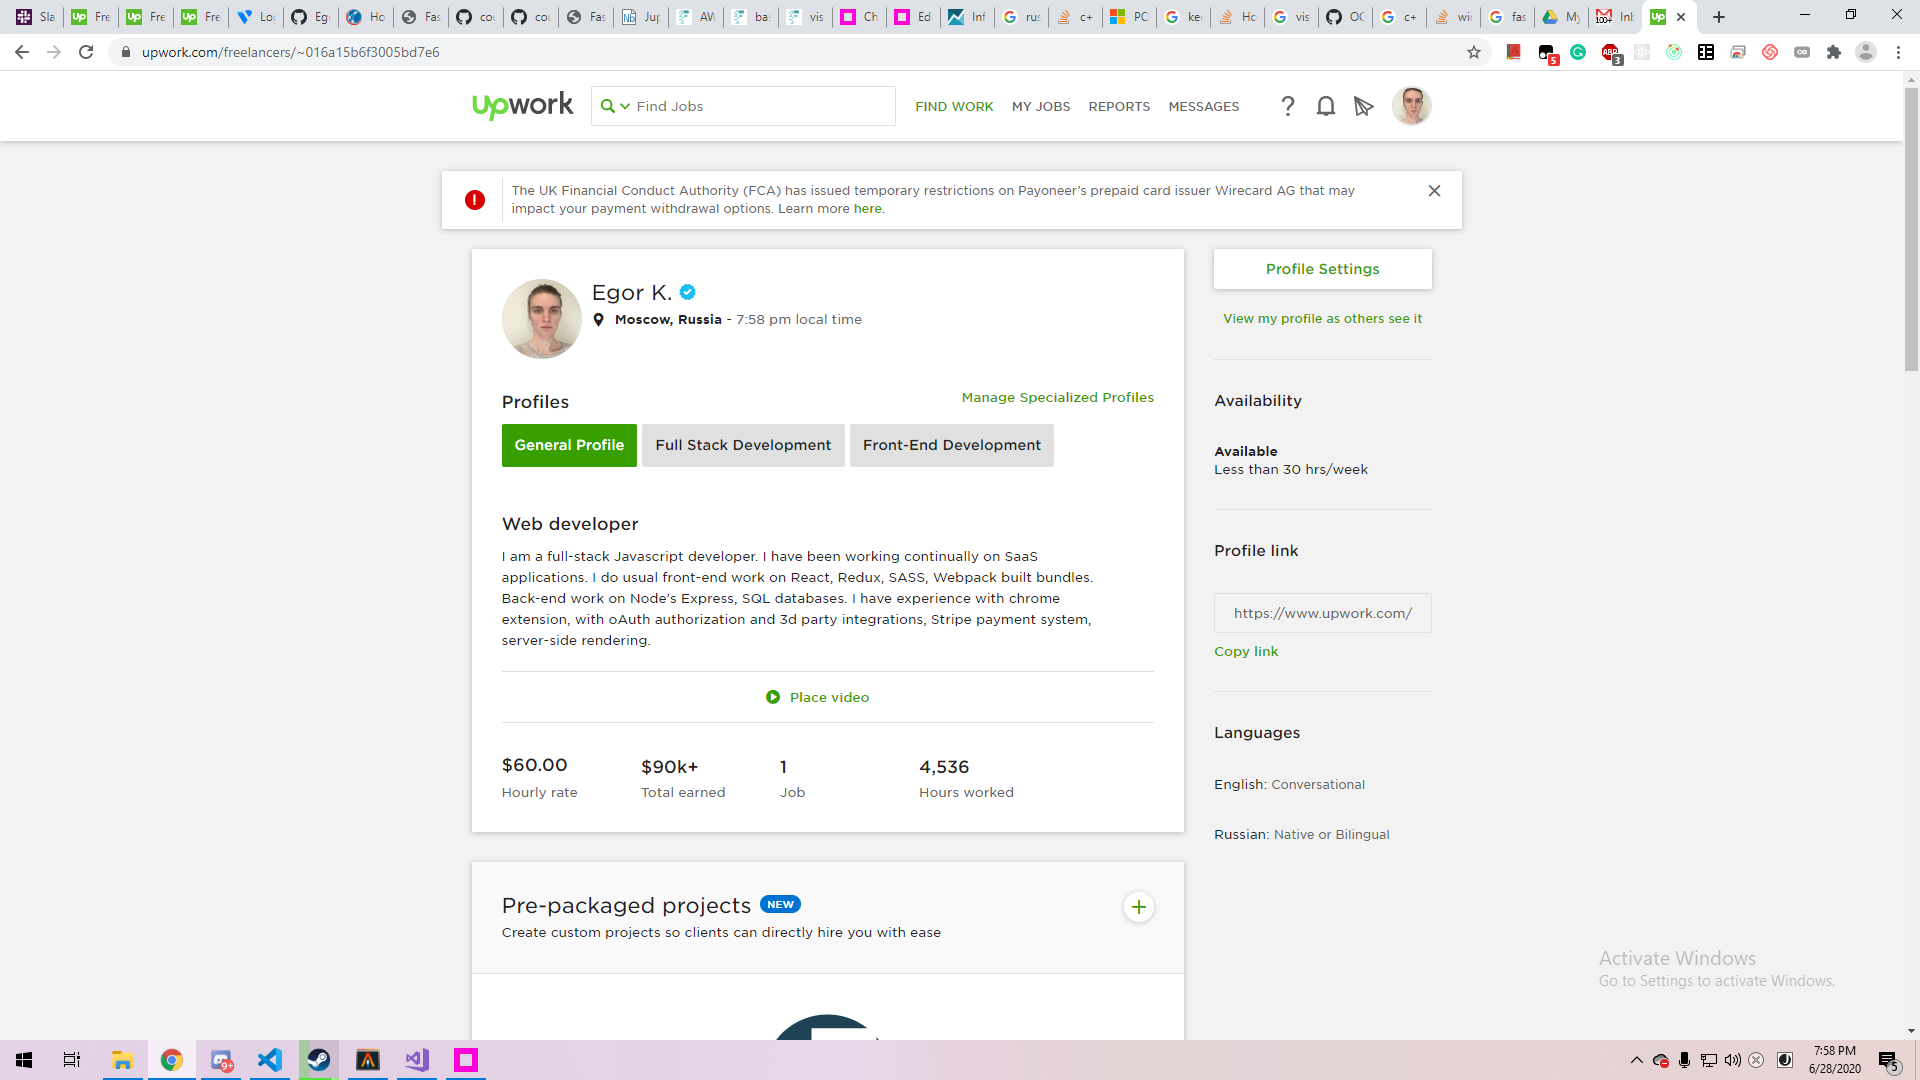 Sla
Fre
Fre
Fre
Log
Ego
Ho
Fas
cou
cou
Fas
Jup
AW
bas
vis
Ch
Edi
Inf
rus
c++
PC
kee
Ho
vis
OC
c++
win
fas
My
Inb
upwork.com/freelancers/~016a15b6f3005bd7e6
upwork
Find Jobs
FIND WORK
MY JOBS
REPORTS
MESSAGES
The UK Financial Conduct Authority (FCA) has issued temporary restrictions on Payoneer's prepaid card issuer Wirecard AG that may
impact your payment withdrawal options. Learn more here.
Egor K.
Moscow, Russia - 7:58 pm local time
Profiles
Manage Specialized Profiles
General Profile
Full Stack Development
Front-End Development
Web developer
I am a full-stack Javascript developer. I have been working continually on SaaS
applications. I do usual front-end work on React, Redux, SASS, Webpack built bundles.
Back-end work on Node's Express, SQL databases. I have experience with chrome
extension, with oAuth authorization and 3d party integrations, Stripe payment system,
server-side rendering.
Place video
$60.00
Hourly rate
$90k+
Total earned
1
Job
4,536
Hours worked
Pre-packaged projects NEW
Create custom projects so clients can directly hire you with ease
Profile Settings
View my profile as others see it
Availability
Available
Less than 30 hrs/week
Profile link
https://www.upwork.com/
Copy link
Languages
English: Conversational
Russian: Native or Bilingual
Activate Windows
Go to Settings to activate Windows.
7:58 PM
6/28/2020